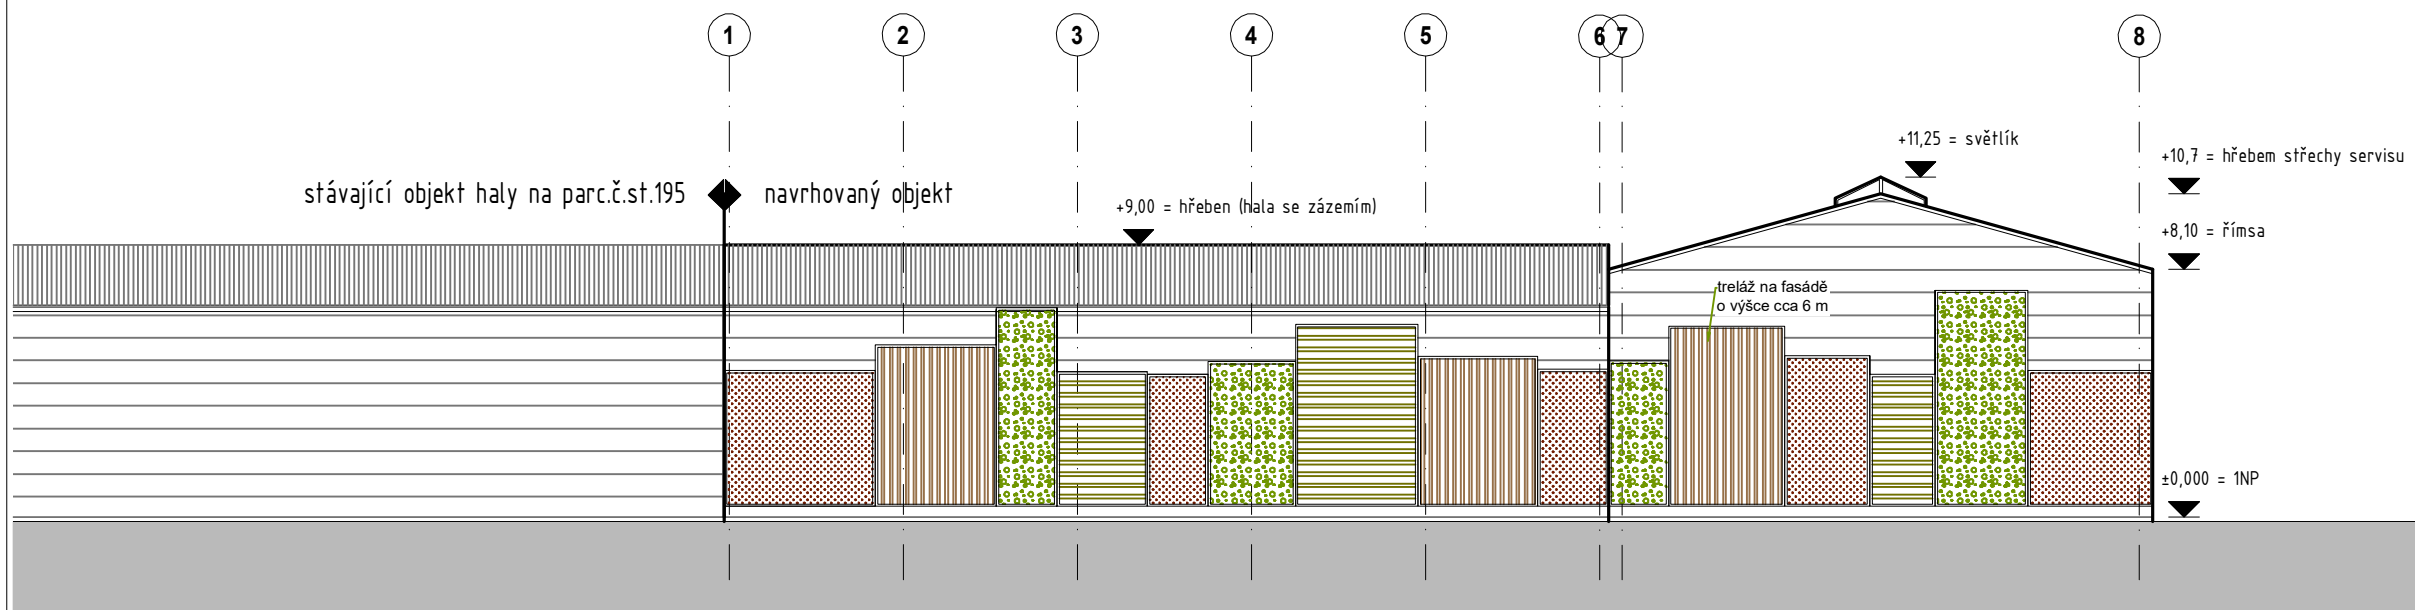 1
2
3
4
5
6
7
8
+11,25 = světlík
+10,7 = hřebem střechy servisu
stávající objekt haly na parc.č.st.195
navrhovaný objekt
+9,00 = hřeben (hala se zázemím)
+8,10 = římsa
treláž na fasádě
o výšce cca 6 m
±0,000 = 1NP